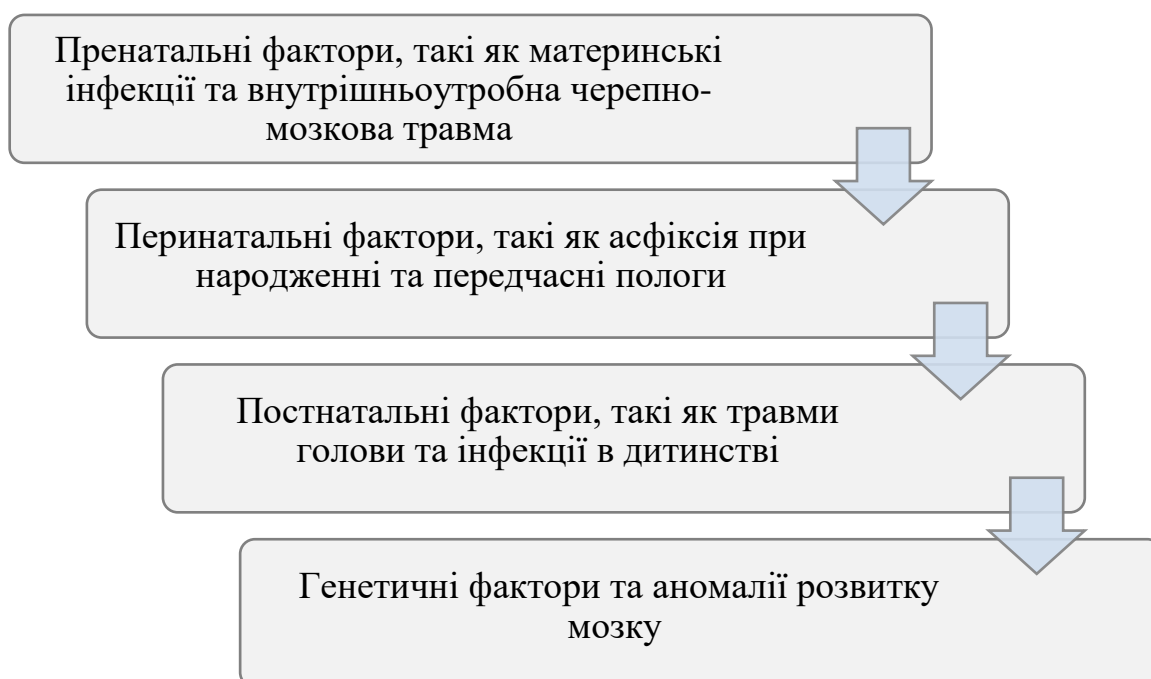 Пренатальні фактори, такі як материнські
інфекції та внутрішньоутробна черепно-
мозкова травма
Перинатальні фактори, такі як асфіксія при
народженні та передчасні пологи
Постнатальні фактори, такі як травми
голови та інфекції в дитинстві
Генетичні фактори та аномалії розвитку
мозку